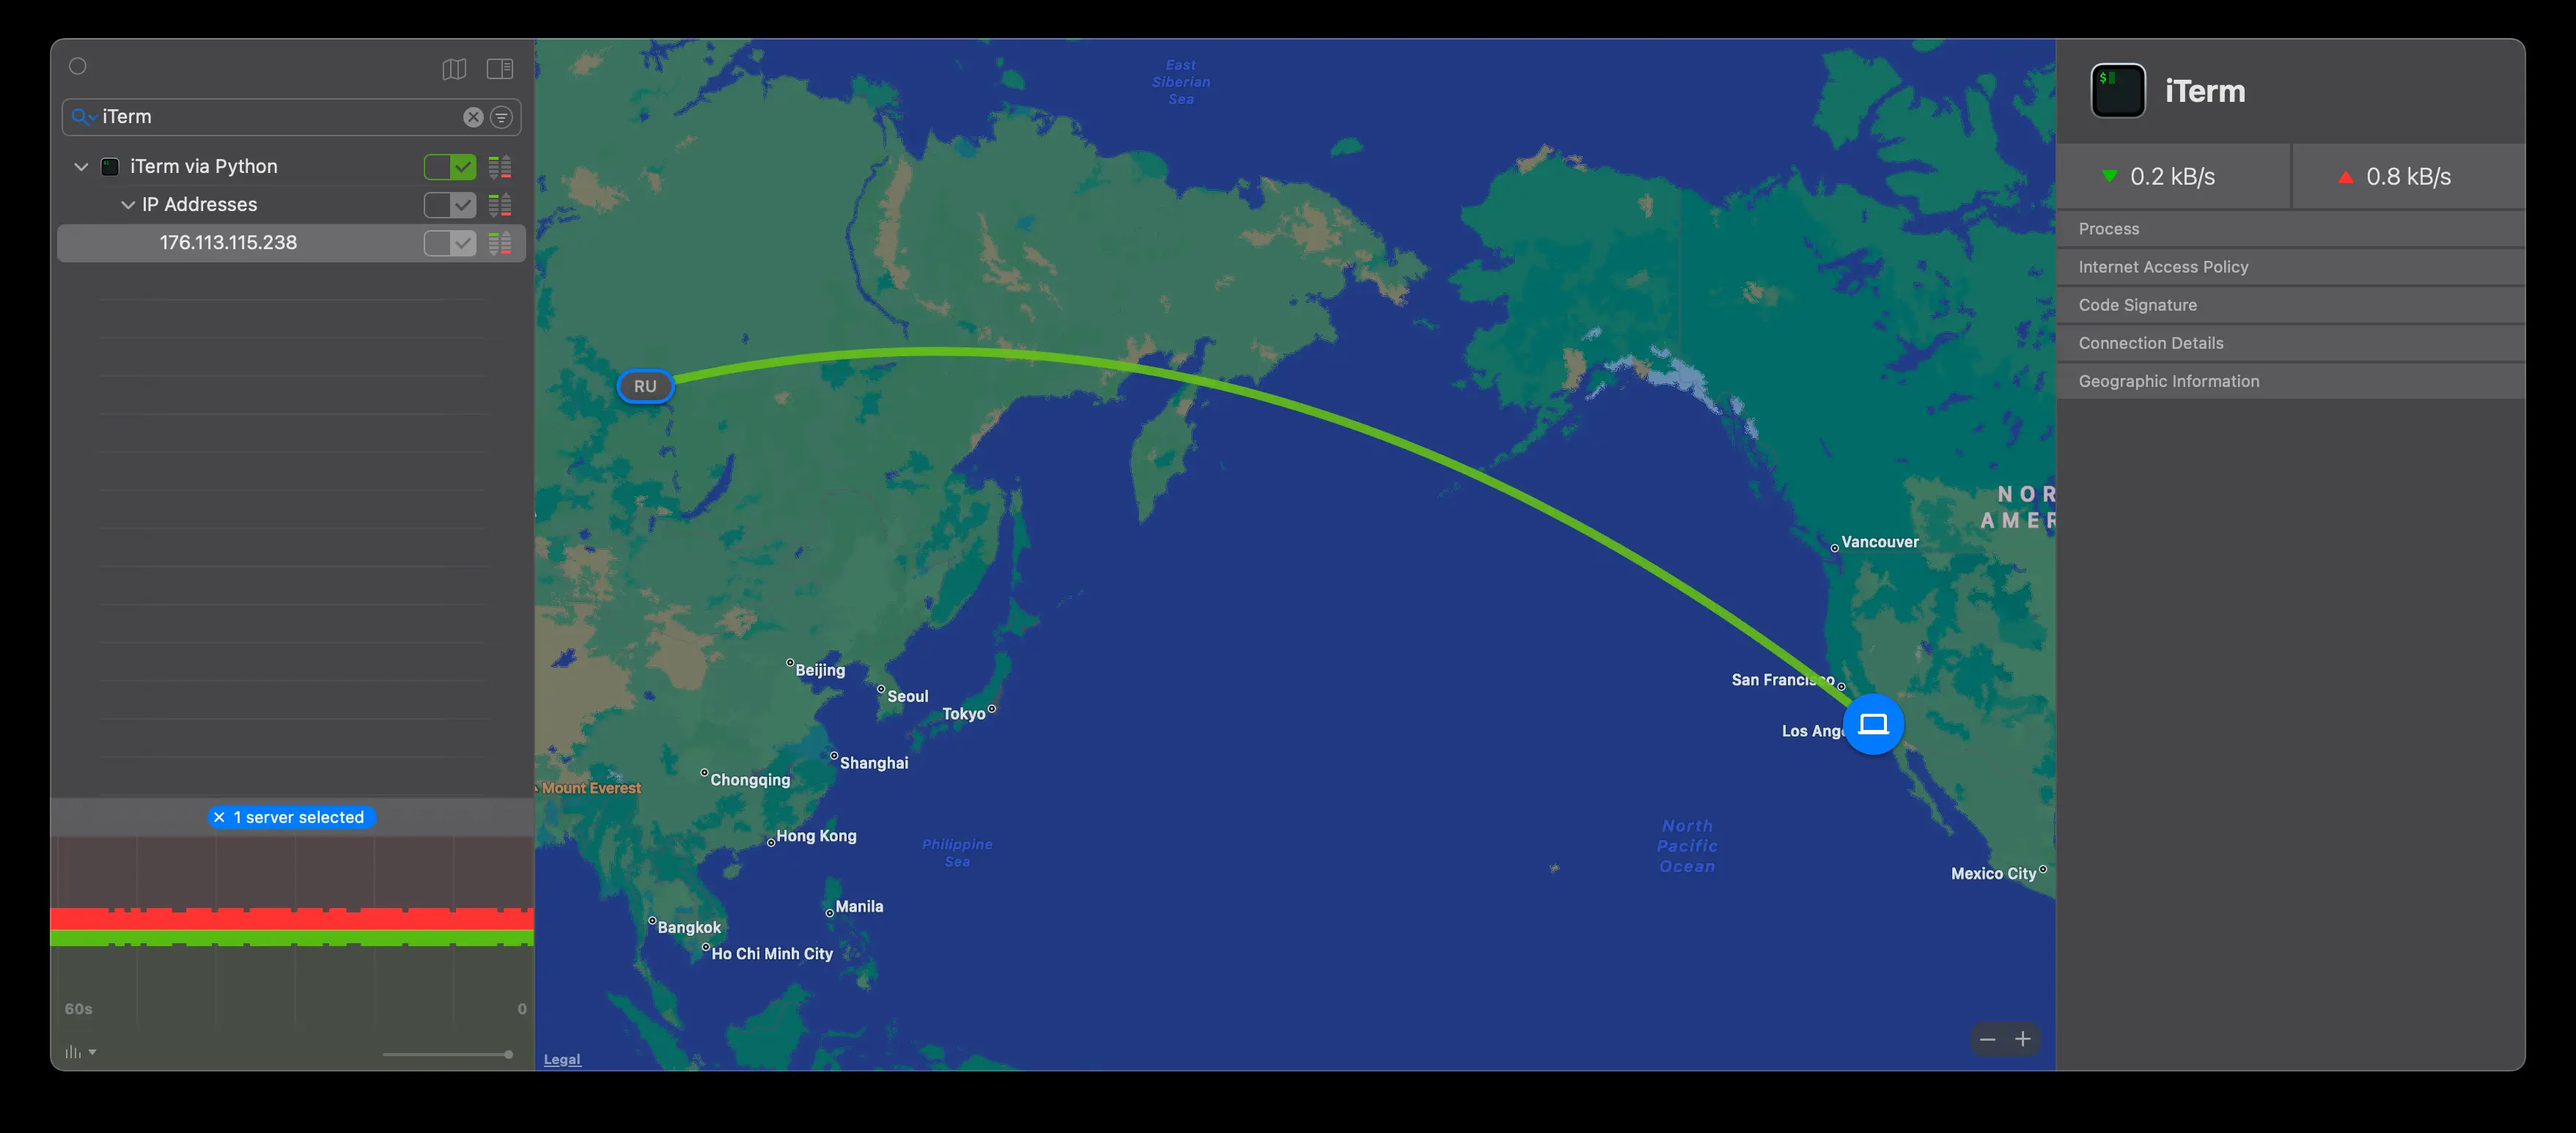 iTerm
iTerm via Python
IP Addresses
176.113.115.238
1 server selected
60s
0
East
Siberian
Sea
RU
NOR
AMER
Vancouver
San Francisco
Los Ang
Beijing
Seoul
Tokyo
Shanghai
Chongqing
Mount Everest
Hong Kong
Philippine
Sea
North
Pacific
Ocean
Mexico City
Manila
Bangkok
Ho Chi Minh City
Legal
$
iTerm
0.2 kB/s
0.8 kB/s
Process
Internet Access Policy
Code Signature
Connection Details
Geographic Information